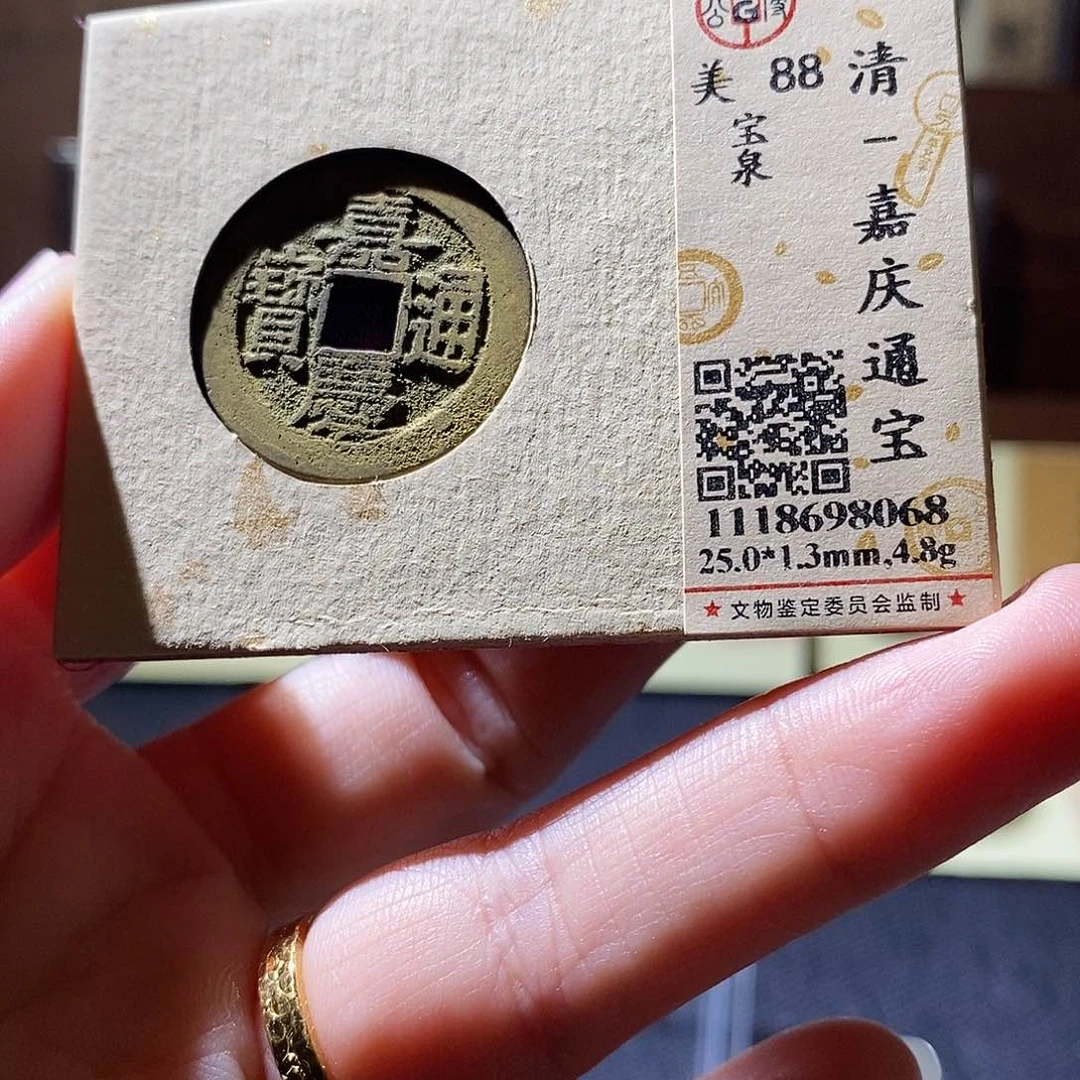 嘉慶通寶
清一嘉庆通宝
美 88
宝泉
1118698068
25.0*1.3mm,4.8g
★文物鉴定委员会监制★